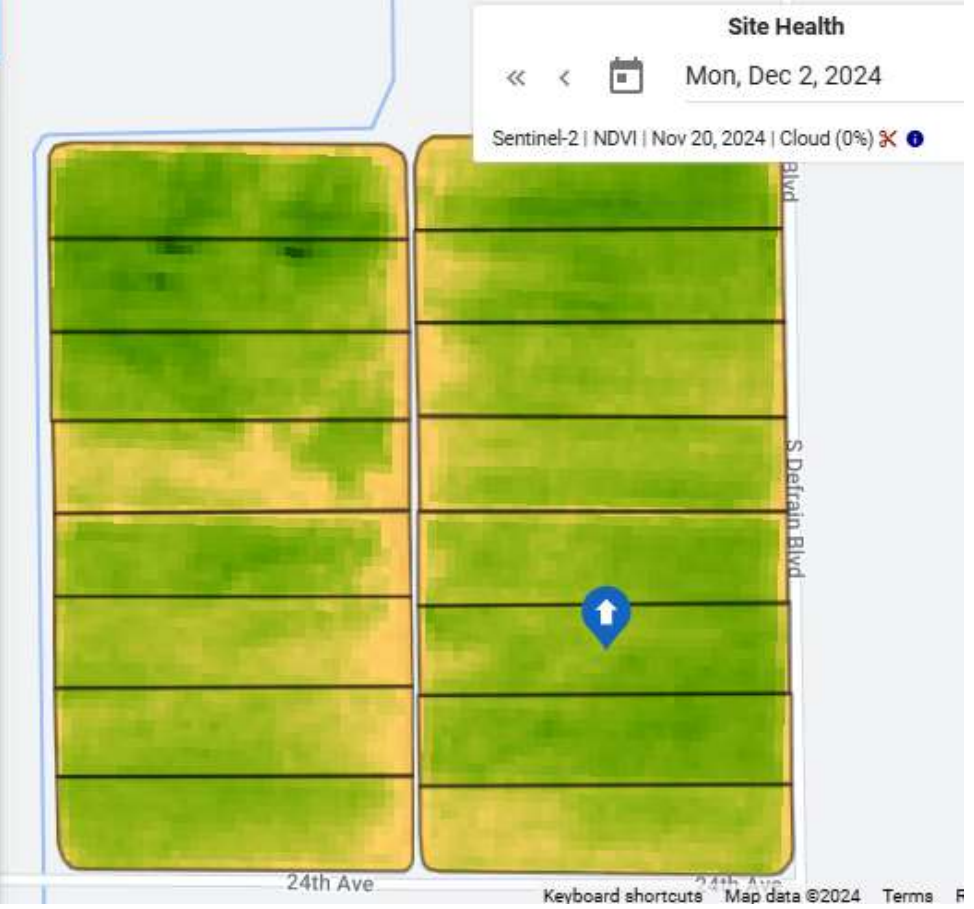 Site Health
Mon, Dec 2, 2024
Sentinel-2 | NDVI | Nov 20, 2024 | Cloud (0%)
Blvd
S Defrain Blvd
24th Ave
24th Ave
Keyboard shortcuts Map data ©2024 Terms R